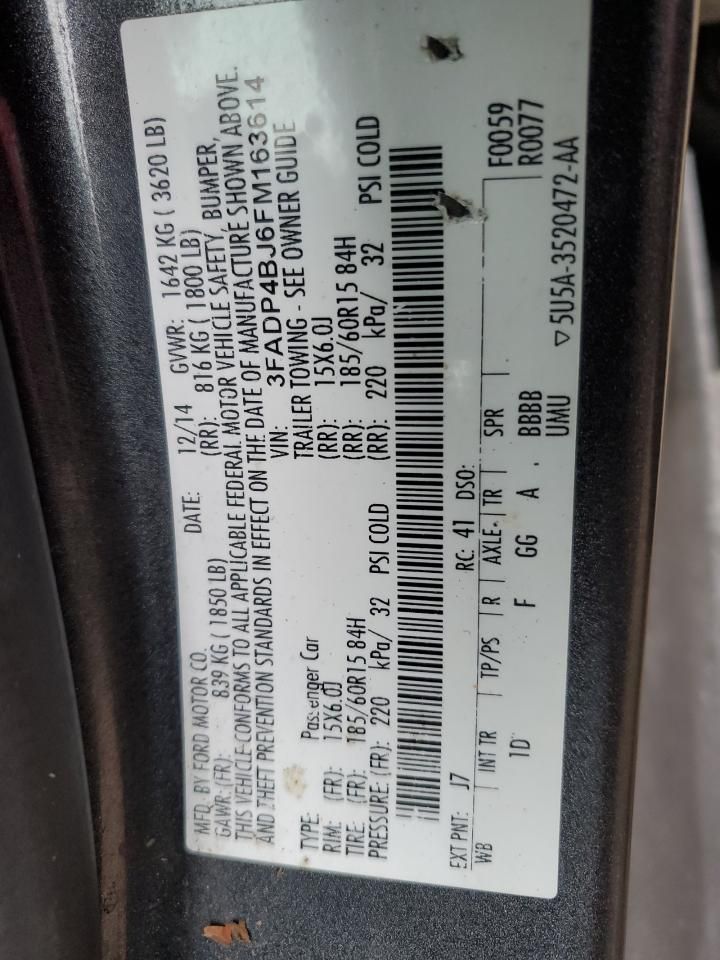 MFD. BY FORD MOTOR CO. DATE: 12/14 GVWR: 1642 KG ( 3620 LB)
GAWR: (FR): 839 KG ( 1850 LB) (RR): 816 KG ( 1800 LB)
THIS VEHICLE CONFORMS TO ALL APPLICABLE FEDERAL MOTOR VEHICLE SAFETY, BUMPER,
AND THEFT PREVENTION STANDARDS IN EFFECT ON THE DATE OF MANUFACTURE SHOWN ABOVE.
VIN: 3FADP4BJ6FM163614
TYPE: Passenger Car TRAILER TOWING - SEE OWNER GUIDE
RIM: (FR): 15X6.0J (RR): 15X6.0J
TIRE: (FR): 185/60R15 84H (RR): 185/60R15 84H
PRESSURE: (FR): 220 kPa/ 32 PSI COLD (RR): 220 kPa/ 32 PSI COLD
EXT PNT: J7 RC: 41 DSO: F0059
WB INT TR TP/PS R AXLE TR SPR R0077
1D F GG A BBBB
UMU ▽ 5U5A-3520472-AA